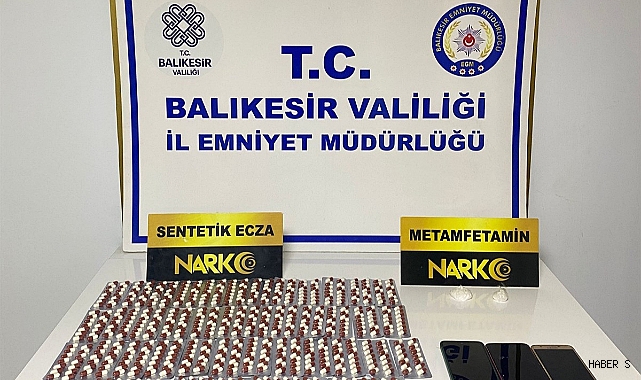 T.C.
BALIKESİR
VALİLİĞİ
BALIKESİR EMNİYET MÜDÜRLÜĞÜ
EGM
T.C.
BALIKESİR VALİLİĞİ
İL EMNİYET MÜDÜRLÜĞÜ
SENTETİK ECZA
NARKO
METAMFETAMİN
NARKO
HABER S